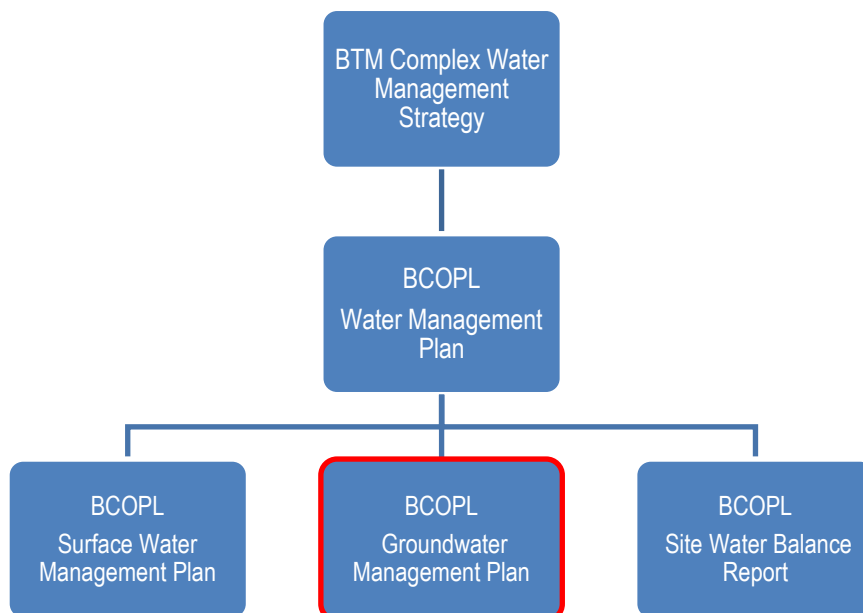 BTM Complex Water
Management
Strategy
BCOPL
Water Management
Plan
BCOPL
Surface Water
Management Plan
BCOPL
Groundwater
Management Plan
BCOPL
Site Water Balance
Report